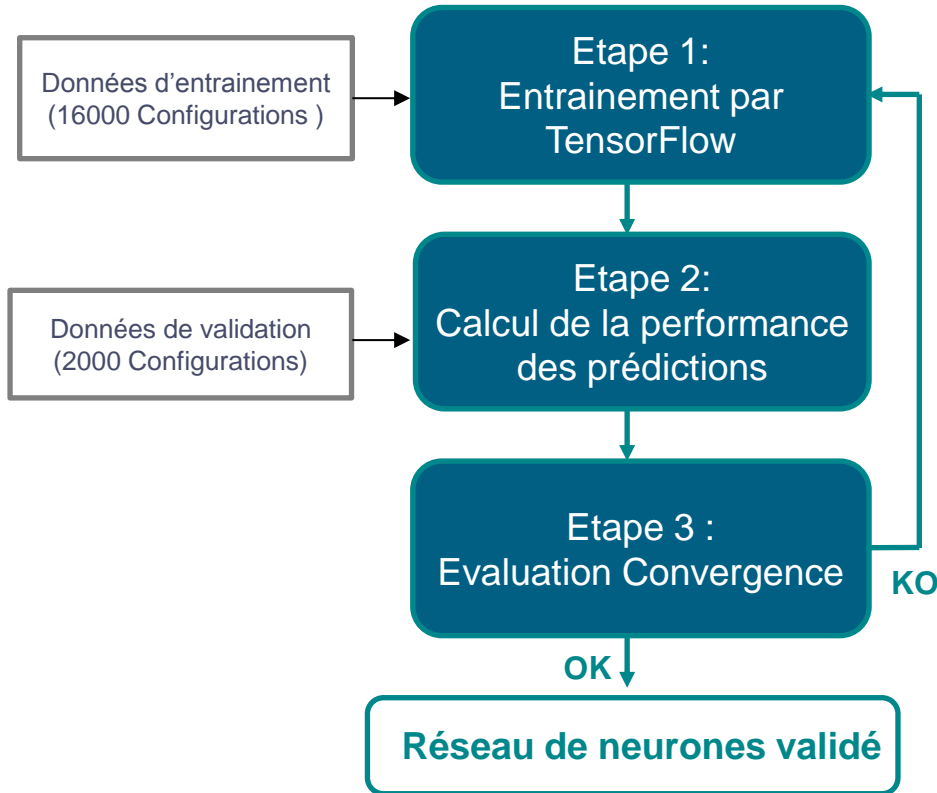 Données d'entrainement
(16000 Configurations )
Etape 1:
Entrainement par
TensorFlow
Données de validation
(2000 Configurations)
Etape 2:
Calcul de la performance
des prédictions
Etape 3 :
Evaluation Convergence
KO
OK
Réseau de neurones validé